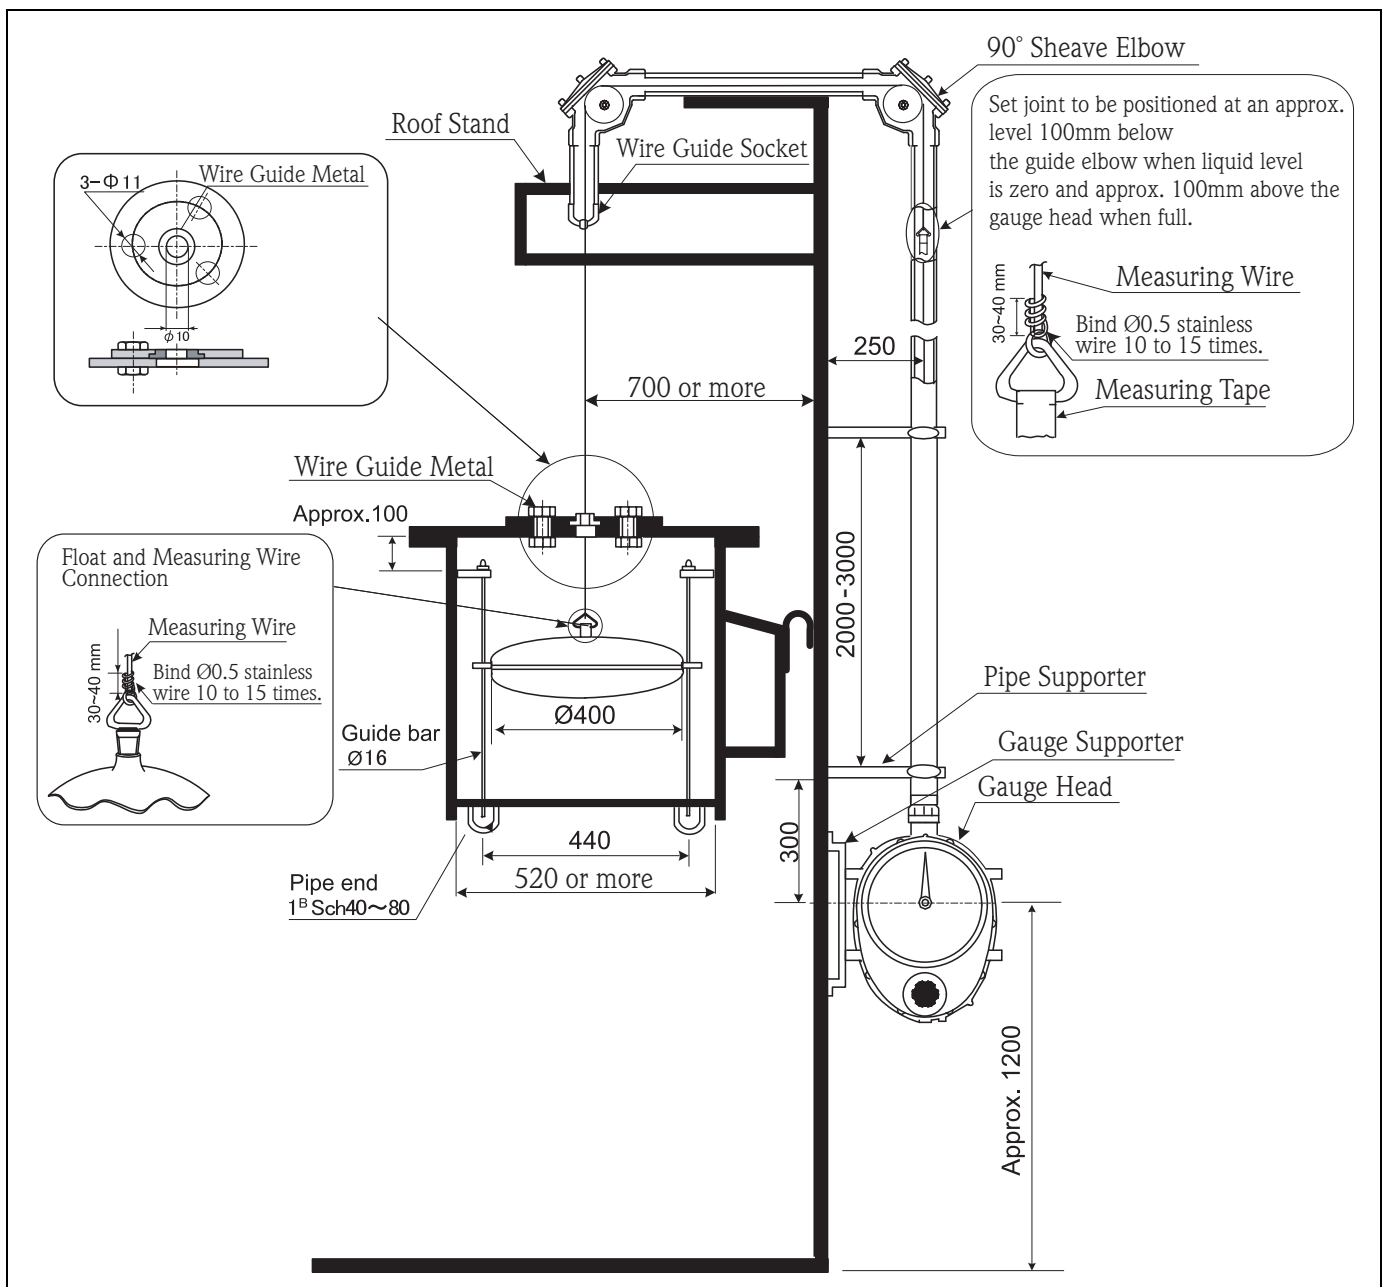 90° Sheave Elbow
Set joint to be positioned at an approx.
level 100mm below
the guide elbow when liquid level
is zero and approx. 100mm above the
gauge head when full.
30~40 mm
Measuring Wire
Bind Ø0.5 stainless
wire 10 to 15 times.
Measuring Tape
Roof Stand
Wire Guide Socket
3-Φ11
Wire Guide Metal
ϕ10
250
700 or more
Wire Guide Metal
Approx.100
Float and Measuring Wire
Connection
Measuring Wire
30~40 mm
Bind Ø0.5 stainless
wire 10 to 15 times.
2000-3000
Ø400
Guide bar
Ø16
Pipe Supporter
Gauge Supporter
Gauge Head
300
440
520 or more
Pipe end
1ᴮ Sch40～80
Approx. 1200